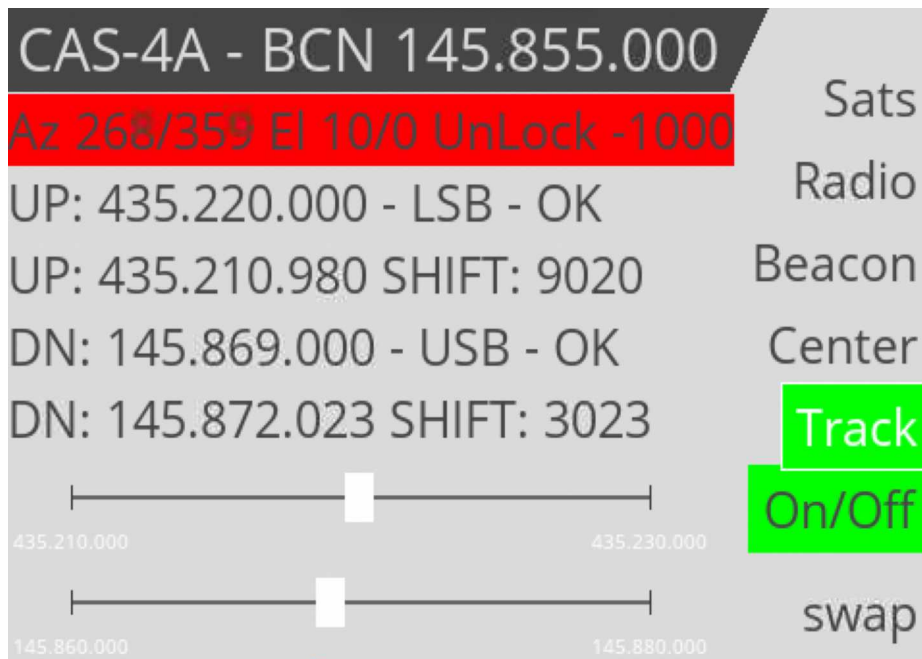 CAS-4A - BCN 145.855.000
Az 268/359 El 10/0 UnLock -1000
UP: 435.220.000 - LSB - OK
UP: 435.210.980 SHIFT: 9020
DN: 145.869.000 - USB - OK
DN: 145.872.023 SHIFT: 3023
435.210.000 435.230.000
145.860.000 145.880.000
Sats
Radio
Beacon
Center
Track
On/Off
swap